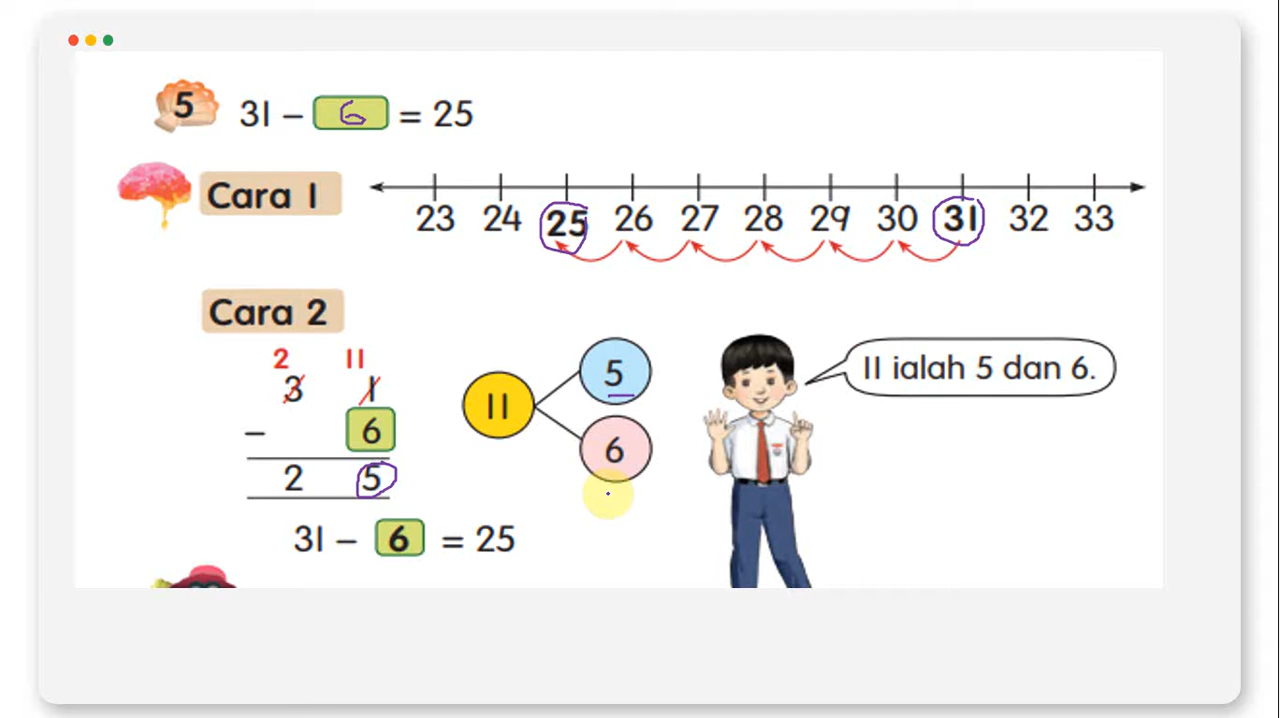 5 31 – 6 = 25
Cara 1
23 24 25 26 27 28 29 30 31 32 33
Cara 2
2 11
3 1
– 6
2 5
31 – 6 = 25
11
5
6
11 ialah 5 dan 6.